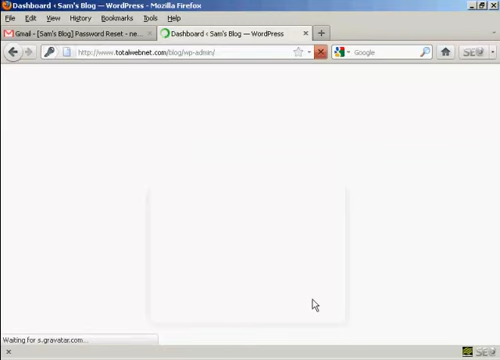 Dashboard ‹ Sam's Blog — WordPress - Mozilla Firefox
File Edit View History Bookmarks Tools Help
Gmail - [Sam's Blog] Password Reset - ne...
Dashboard ‹ Sam's Blog — WordPress
http://www.totalwebnet.com/blog/wp-admin/
Google
SEO
Waiting for s.gravatar.com...
SEO